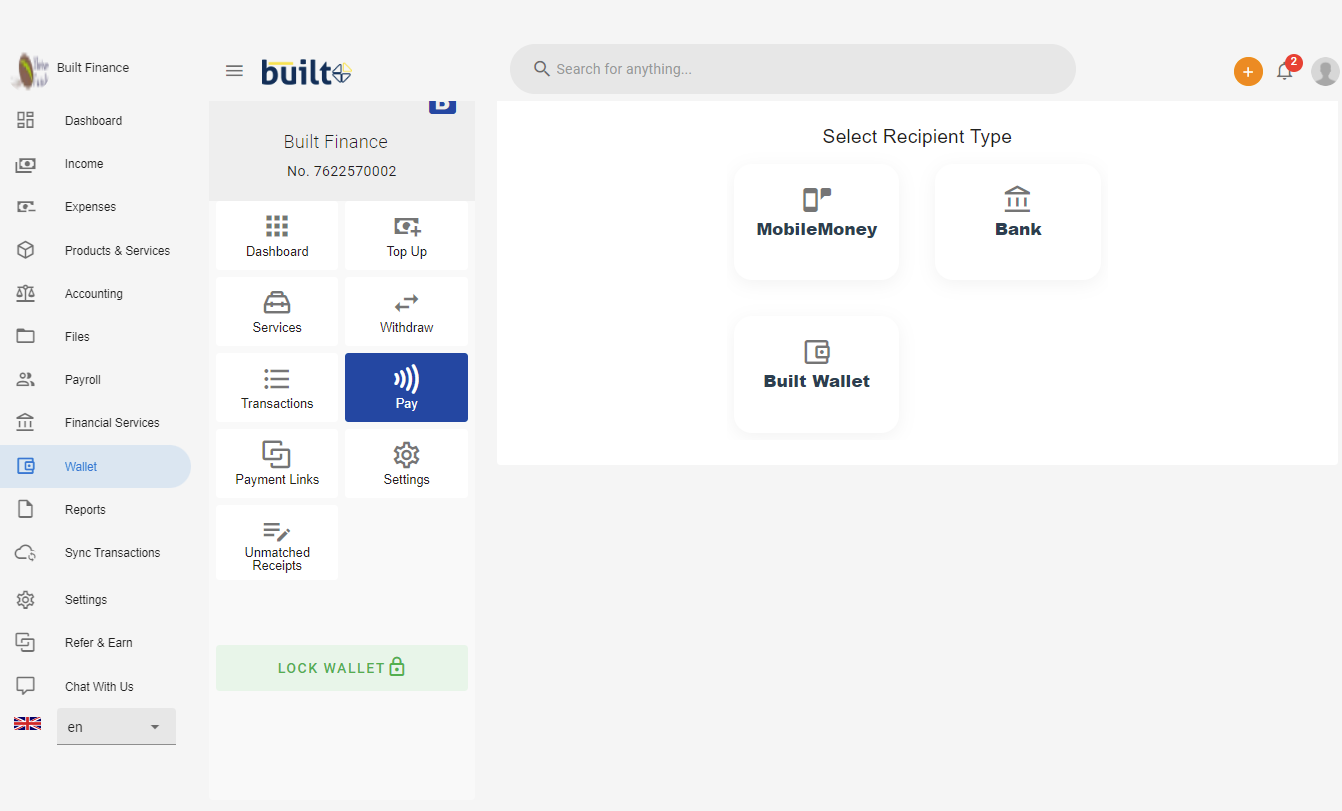 Built Finance
Dashboard
Income
Expenses
Products & Services
Accounting
Files
Payroll
Financial Services
Wallet
Reports
Sync Transactions
Settings
Refer & Earn
Chat With Us
en
built
Search for anything...
2
Built Finance
No. 7622570002
Dashboard
Top Up
Services
Withdraw
Transactions
Pay
Payment Links
Settings
Unmatched
Receipts
LOCK WALLET
Select Recipient Type
MobileMoney
Bank
Built Wallet